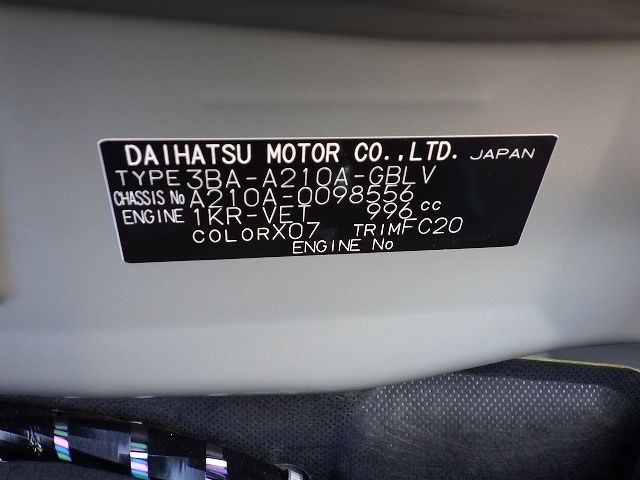 DAIHATSU MOTOR CO.,LTD. JAPAN
TYPE 3BA-A210A-GBLV
CHASSIS No A210A-0098556
ENGINE 1KR-VET 996 cc
COLOR X07 TRIM FC20
ENGINE No